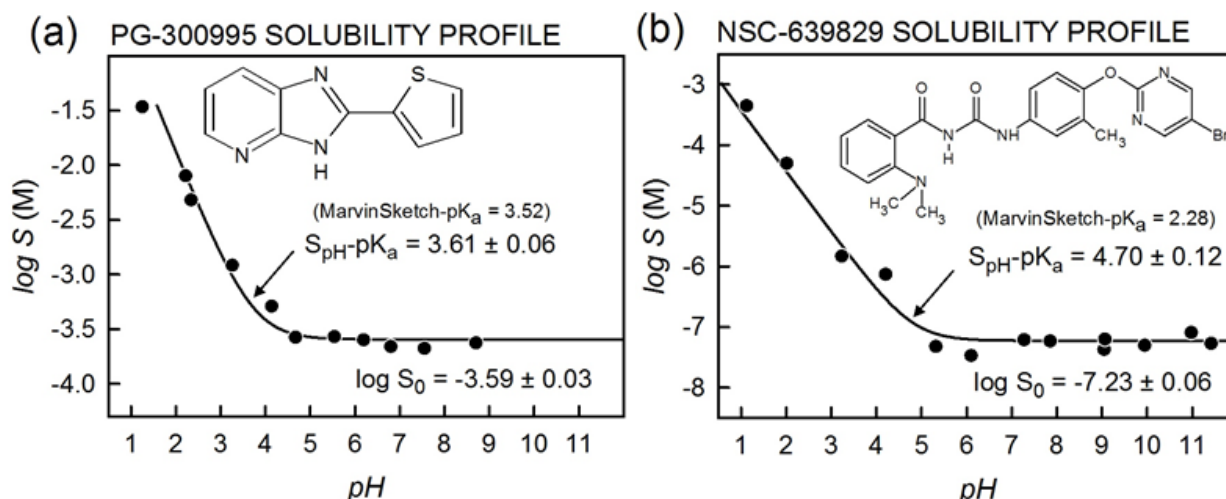 (a) PG-300995 SOLUBILITY PROFILE
log S (M)
-1.5
-2.0
-2.5
-3.0
-3.5
-4.0
N
S
N
N
H
(MarvinSketch-pKa = 3.52)
SpH-pKa = 3.61 ± 0.06
log S0 = -3.59 ± 0.03
1 2 3 4 5 6 7 8 9 10 11
pH
(b) NSC-639829 SOLUBILITY PROFILE
log S (M)
-3
-4
-5
-6
-7
-8
O
O
O
N
N
Br
N
H
NH
CH3
N
H3C
CH3
(MarvinSketch-pKa = 2.28)
SpH-pKa = 4.70 ± 0.12
log S0 = -7.23 ± 0.06
1 2 3 4 5 6 7 8 9 10 11
pH